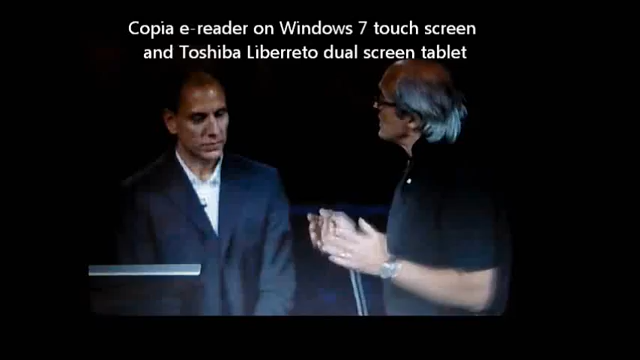 Copia e-reader on Windows 7 touch screen
and Toshiba Liberreto dual screen tablet